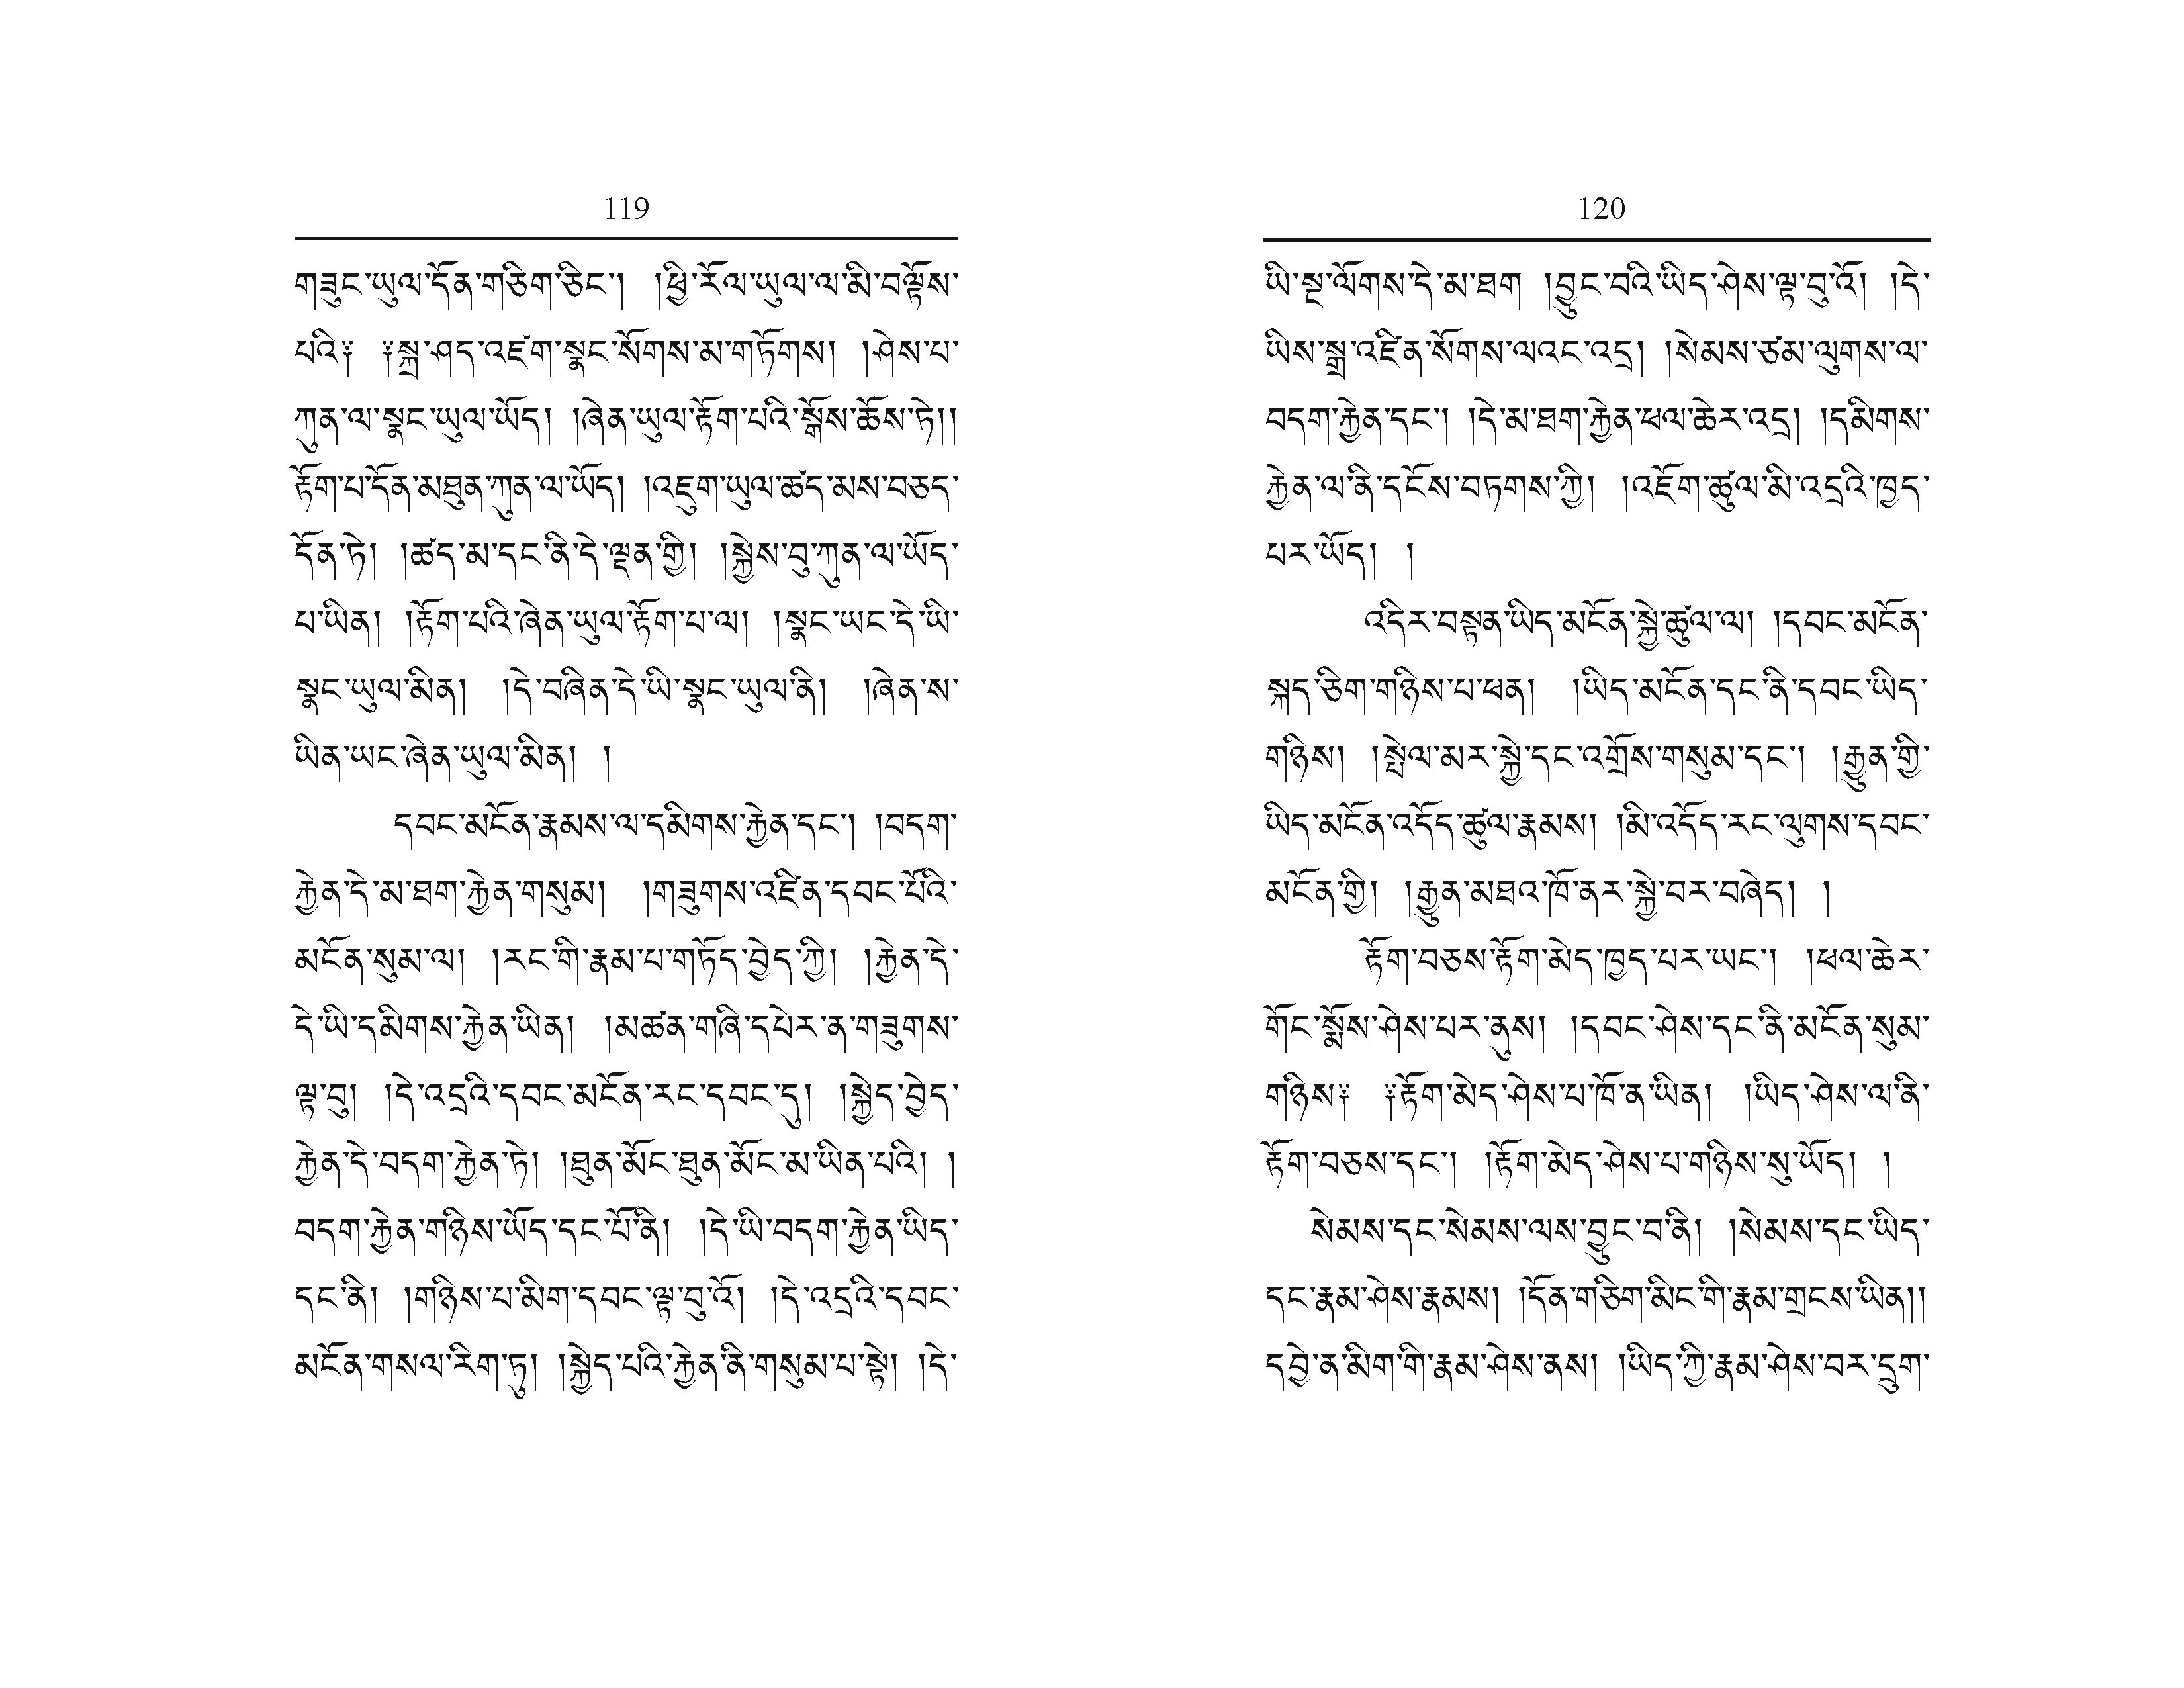 119
གཟུང་ཡུལ་དོན་གཅིག་ཅིང་། །ཕྱི་རོལ་ཡུལ་ལ་མི་བལྟོས་
པའི༔ ༔སྐྲ་ཤད་འཛག་སྣང་སོགས་མ་གཏོགས། །ཤེས་པ་
ཀུན་ལ་སྣང་ཡུལ་ཡོད། །ཞེན་ཡུལ་རྟོག་པའི་སྒོས་ཆོས་ཏེ།།
རྟོག་པ་དོན་མཐུན་ཀུན་ལ་ཡོད། །འཇུག་ཡུལ་ཚད་མས་བཅད་
དོན་ཏེ། །ཚད་མ་དང་ནི་དེ་ལྡན་གྱི། །སྐྱེས་བུ་ཀུན་ལ་ཡོད་
པ་ཡིན། །རྟོག་པའི་ཞེན་ཡུལ་རྟོག་པ་ལ། །སྣང་ཡང་དེ་ཡི་
སྣང་ཡུལ་མིན། །དེ་བཞིན་དེ་ཡི་སྣང་ཡུལ་ནི། །ཞེན་ས་
ཡིན་ཡང་ཞེན་ཡུལ་མིན། །
དབང་མངོན་རྣམས་ལ་དམིགས་རྐྱེན་དང་། །བདག་
རྐྱེན་དེ་མ་ཐག་རྐྱེན་གསུམ། །གཟུགས་འཛིན་དབང་པོའི་
མངོན་སུམ་ལ། །རང་གི་རྣམ་པ་གཏོད་བྱེད་ཀྱི། །རྐྱེན་དེ་
དེ་ཡི་དམིགས་རྐྱེན་ཡིན། །མཚན་གཞི་དཔེར་ན་གཟུགས་
ལྟ་བུ། །དེ་འདྲའི་དབང་མངོན་རང་དབང་དུ། །སྐྱེད་བྱེད་
རྐྱེན་དེ་བདག་རྐྱེན་ཏེ། །ཐུན་མོང་ཐུན་མོང་མ་ཡིན་པའི། །
བདག་རྐྱེན་གཉིས་ཡོད་དང་པོ་ནི། །དེ་ཡི་བདག་རྐྱེན་ཡིད་
དང་ནི། །གཉིས་པ་མིག་དབང་ལྟ་བུ་འོ། །དེ་འདྲའི་དབང་
མངོན་གསལ་རིག་ཏུ། །སྐྱེད་པའི་རྐྱེན་ནི་གསུམ་པ་སྟེ། །དེ་
120
ཡི་སྔ་ལོགས་དེ་མ་ཐག །བྱུང་བའི་ཡིད་ཤེས་ལྟ་བུ་འོ། །དེ་
ཡིས་སྒྲ་འཛིན་སོགས་ལའང་འདྲ། །སེམས་ཙམ་ལུགས་ལ་
བདག་རྐྱེན་དང་། །དེ་མ་ཐག་རྐྱེན་ཕལ་ཆེར་འདྲ། །དམིགས་
རྐྱེན་ལ་ནི་དངོས་བཏགས་ཀྱི། །འཇོག་ཚུལ་མི་འདྲའི་ཁྱད་
པར་ཡོད། །
འདིར་བསྟན་ཡིད་མངོན་སྐྱེ་ཚུལ་ལ། །དབང་མངོན་
སྐད་ཅིག་གཉིས་པ་ཕན། །ཡིད་མངོན་དང་ནི་དབང་ཡིད་
གཉིས། །སྤེལ་མར་སྐྱེ་དང་འགྲོས་གསུམ་དང་། །རྒྱུན་གྱི་
ཡིད་མངོན་འདོད་ཚུལ་རྣམས། །མི་འདོད་རང་ལུགས་དབང་
མངོན་གྱི། །རྒྱུན་མཐའ་ཁོ་ནར་སྐྱེ་བར་བཞེད། །
རྟོག་བཅས་རྟོག་མེད་ཁྱད་པར་ཡང་། །ཕལ་ཆེར་
གོང་སྨོས་ཤེས་པར་ནུས། །དབང་ཤེས་དང་ནི་མངོན་སུམ་
གཉིས༔ ༔རྟོག་མེད་ཤེས་པ་ཁོ་ན་ཡིན། །ཡིད་ཤེས་ལ་ནི་
རྟོག་བཅས་དང་། །རྟོག་མེད་ཤེས་པ་གཉིས་སུ་ཡོད། །
སེམས་དང་སེམས་ལས་བྱུང་བ་ནི། །སེམས་དང་ཡིད་
དང་རྣམ་ཤེས་རྣམས། །དོན་གཅིག་མིང་གི་རྣམ་གྲངས་ཡིན།།
དབྱེ་ན་མིག་གི་རྣམ་ཤེས་ནས། །ཡིད་ཀྱི་རྣམ་ཤེས་བར་དྲུག་